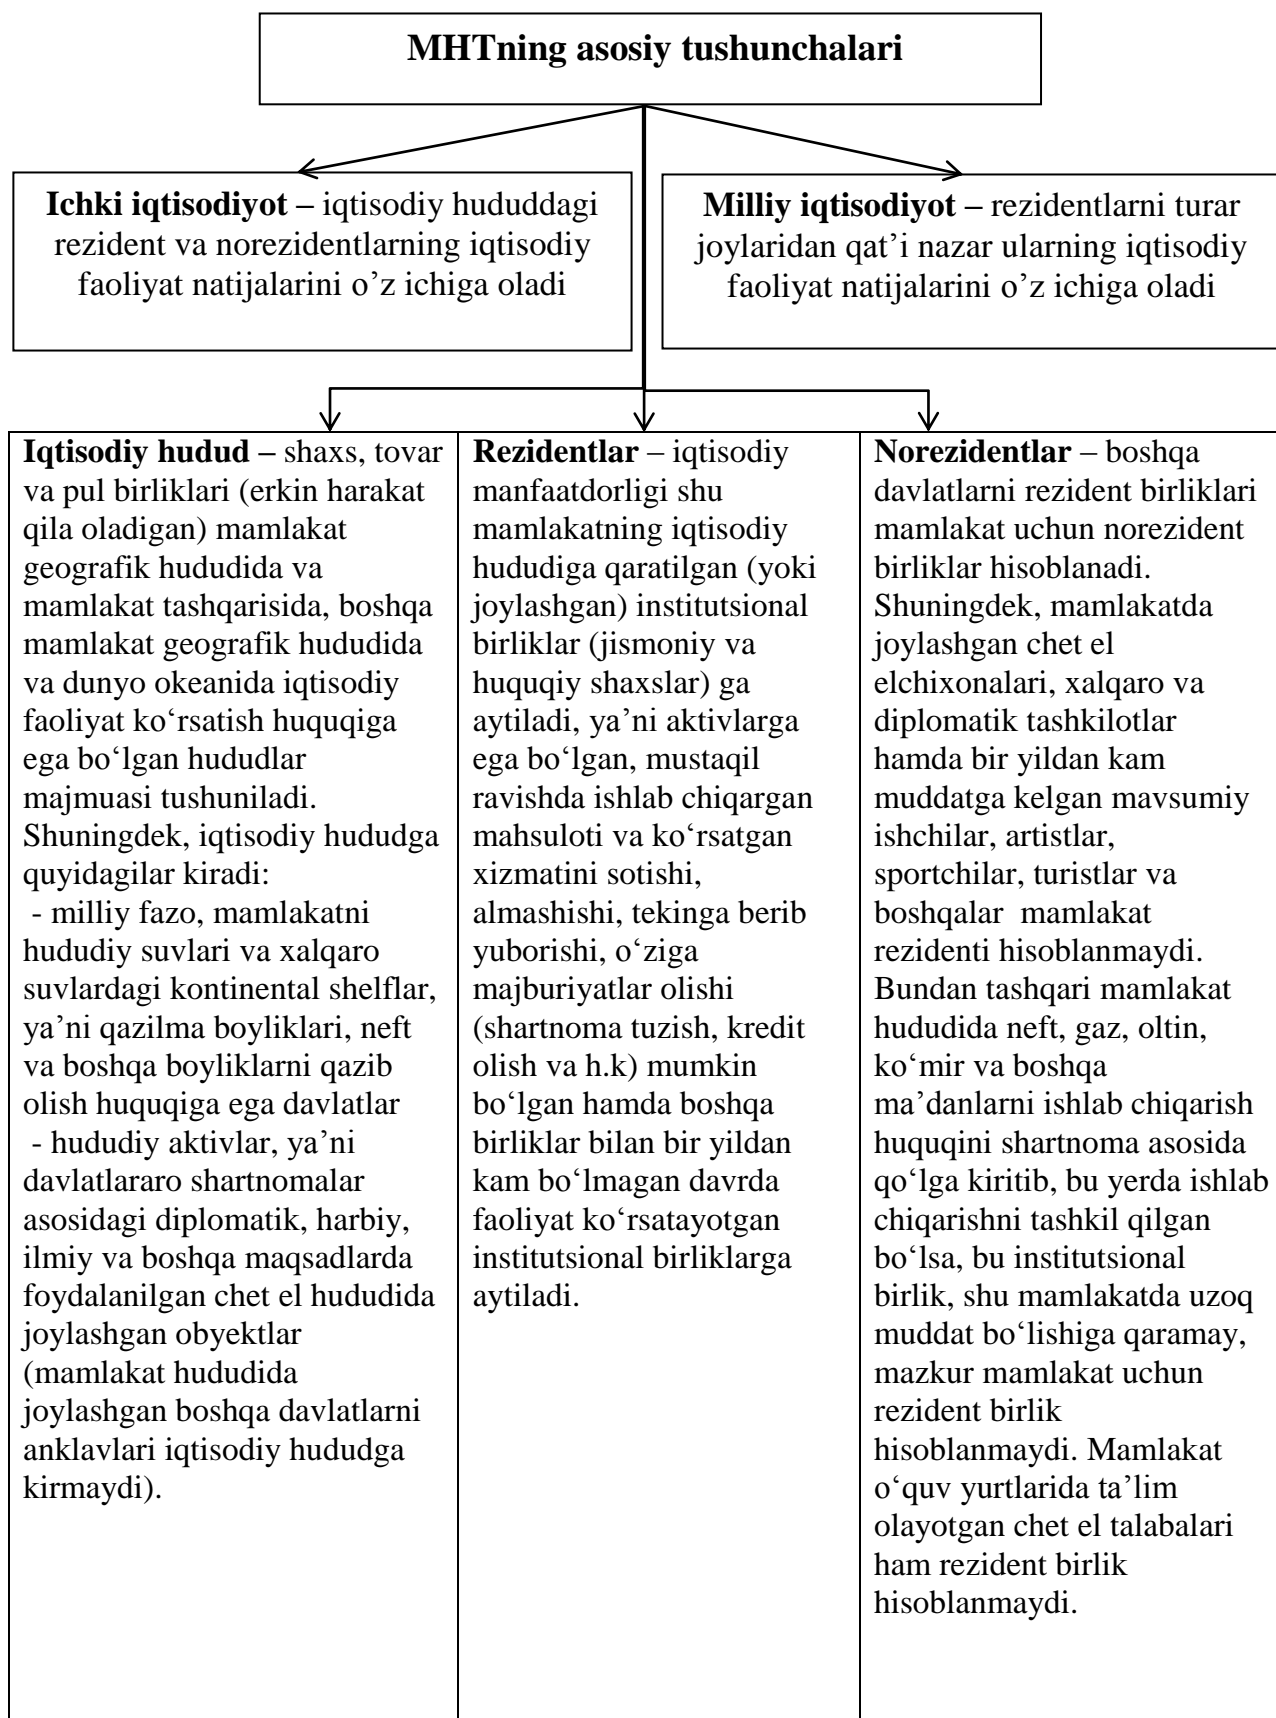 MHTning asosiy tushunchalari
Ichki iqtisodiyot – iqtisodiy hududdagi
rezident va norezidentlarning iqtisodiy
faoliyat natijalarini o’z ichiga oladi
Milliy iqtisodiyot – rezidentlarni turar
joylaridan qat’i nazar ularning iqtisodiy
faoliyat natijalarini o’z ichiga oladi
Iqtisodiy hudud – shaxs, tovar
va pul birliklari (erkin harakat
qila oladigan) mamlakat
geografik hududida va
mamlakat tashqarisida, boshqa
mamlakat geografik hududida
va dunyo okeanida iqtisodiy
faoliyat ko‘rsatish huquqiga
ega bo‘lgan hududlar
majmuasi tushuniladi.
Shuningdek, iqtisodiy hududga
quyidagilar kiradi:
- milliy fazo, mamlakatni
hududiy suvlari va xalqaro
suvlardagi kontinental shelflar,
ya’ni qazilma boyliklari, neft
va boshqa boyliklarni qazib
olish huquqiga ega davlatlar
- hududiy aktivlar, ya’ni
davlatlararo shartnomalar
asosidagi diplomatik, harbiy,
ilmiy va boshqa maqsadlarda
foydalanilgan chet el hududida
joylashgan obyektlar
(mamlakat hududida
joylashgan boshqa davlatlarni
anklavlari iqtisodiy hududga
kirmaydi).
Rezidentlar – iqtisodiy
manfaatdorligi shu
mamlakatning iqtisodiy
hududiga qaratilgan (yoki
joylashgan) institutsional
birliklar (jismoniy va
huquqiy shaxslar) ga
aytiladi, ya’ni aktivlarga
ega bo‘lgan, mustaqil
ravishda ishlab chiqargan
mahsuloti va ko‘rsatgan
xizmatini sotishi,
almashishi, tekinga berib
yuborishi, o‘ziga
majburiyatlar olishi
(shartnoma tuzish, kredit
olish va h.k) mumkin
bo‘lgan hamda boshqa
birliklar bilan bir yildan
kam bo‘lmagan davrda
faoliyat ko‘rsatayotgan
institutsional birliklarga
aytiladi.
Norezidentlar – boshqa
davlatlarni rezident birliklari
mamlakat uchun norezident
birliklar hisoblanadi.
Shuningdek, mamlakatda
joylashgan chet el
elchixonalari, xalqaro va
diplomatik tashkilotlar
hamda bir yildan kam
muddatga kelgan mavsumiy
ishchilar, artistlar,
sportchilar, turistlar va
boshqalar mamlakat
rezidenti hisoblanmaydi.
Bundan tashqari mamlakat
hududida neft, gaz, oltin,
ko‘mir va boshqa
ma’danlarni ishlab chiqarish
huquqini shartnoma asosida
qo‘lga kiritib, bu yerda ishlab
chiqarishni tashkil qilgan
bo‘lsa, bu institutsional
birlik, shu mamlakatda uzoq
muddat bo‘lishiga qaramay,
mazkur mamlakat uchun
rezident birlik
hisoblanmaydi. Mamlakat
o‘quv yurtlarida ta’lim
olayotgan chet el talabalari
ham rezident birlik
hisoblanmaydi.